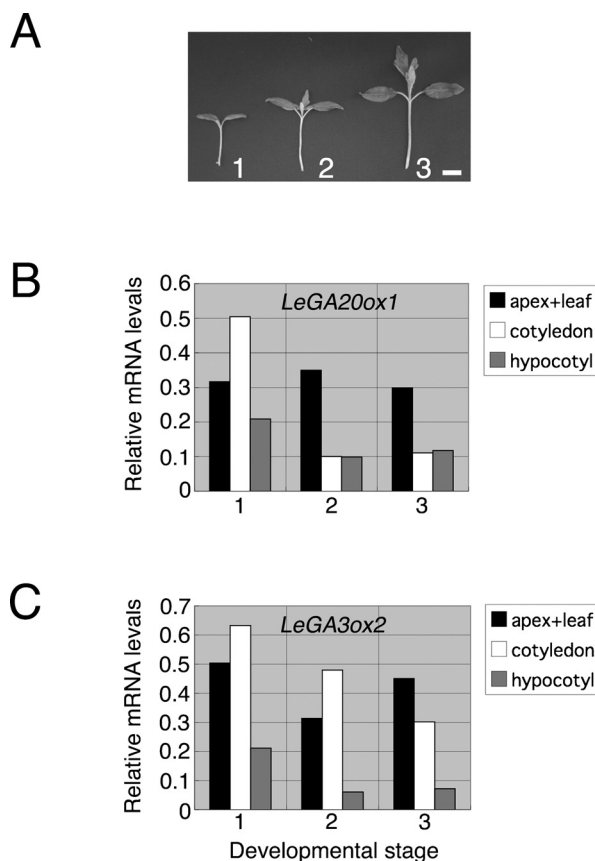 A
1
2
3
B
Relative mRNA levals
0.6
0.5
0.4
0.3
0.2
0.1
0
LeGA20ox1
1
2
3
apex+leaf
cotyledon
hypocotyl
C
Relative mRNA levals
0.7
0.6
0.5
0.4
0.3
0.2
0.1
0
LeGA3ox2
1
2
3
Developmental stage
apex+leaf
cotyledon
hypocotyl